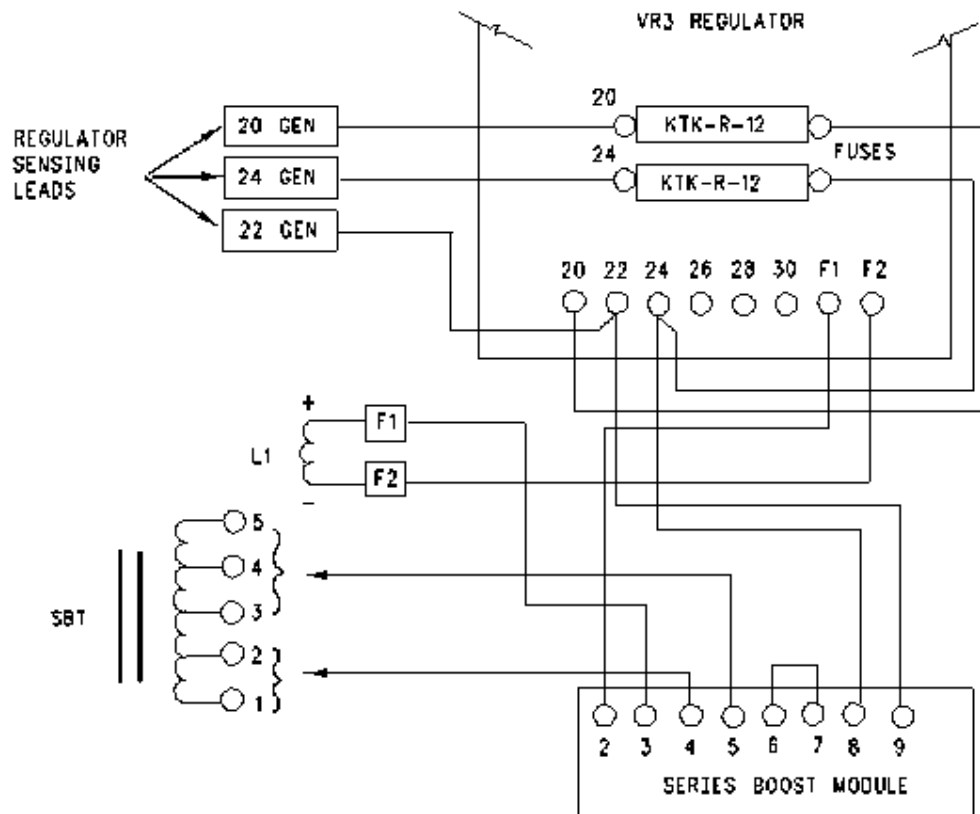 VR3 REGULATOR
20
20 GEN
KTK-R-12
REGULATOR
SENSING
LEADS
24
FUSES
24 GEN
KTK-R-12
22 GEN
20 22 24 26 28 30 F1 F2
+
F1
L1
F2
-
5
4
3
SBT
2
1
2 3 4 5 6 7 8 9
SERIES BOOST MODULE